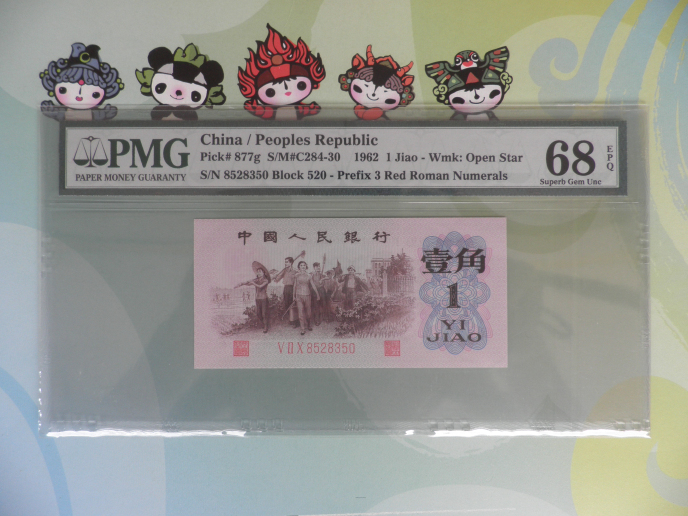 PMG
PAPER MONEY GUARANTY
China / Peoples Republic
Pick# 877g S/M#C284-30 1962 1 Jiao - Wmk: Open Star
S/N 8528350 Block 520 - Prefix 3 Red Roman Numerals
68
EPQ
Superb Gem Unc
中國人民銀行
壹角
1
YI
JIAO
V II X 8528350